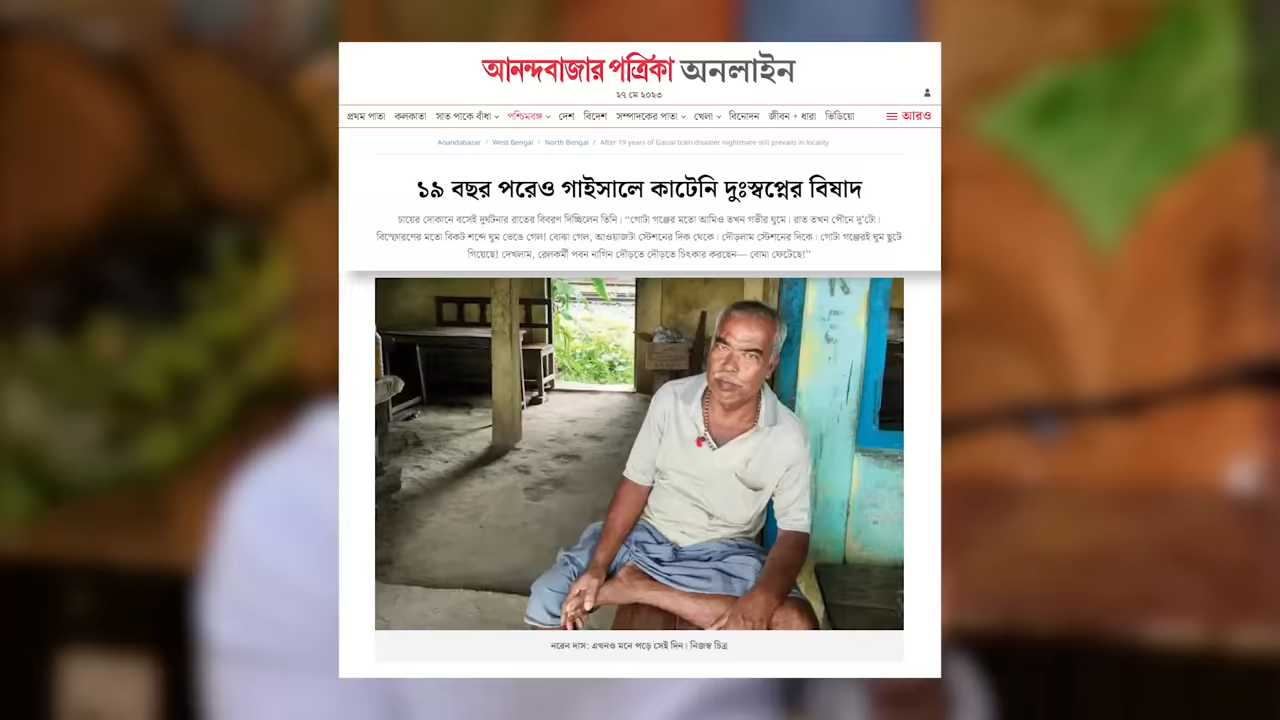 আনন্দবাজার পত্রিকা অনলাইন
২৭ মে ২০২৩
প্রথম পাতা কলকাতা সাত পাকে বাঁধা পশ্চিমবঙ্গ দেশ বিদেশ সম্পাদকের পাতা খেলা বিনোদন জীবন + ধারা ভিডিয়ো আরও
Anandabazar / West Bengal / North Bengal / After 19 years of Gaisal train disaster nightmare still prevails in locality
১৯ বছর পরেও গাইসালে কাটেনি দুঃস্বপ্নের বিষাদ
চায়ের দোকানে বসেই দুর্ঘটনার রাতের বিবরণ দিচ্ছিলেন তিনি। “গোটা গঞ্জের মতো আমিও তখন গভীর ঘুমে। রাত তখন পৌনে দু’টো।
বিস্ফোরণের মতো বিকট শব্দে ঘুম ভেঙে গেল! বোঝা গেল, আওয়াজটা স্টেশনের দিক থেকে। দৌড়লাম স্টেশনের দিকে। গোটা গঞ্জেরই ঘুম ছুটে
গিয়েছে! দেখলাম, রেলকর্মী পবন নাগিন দৌড়তে দৌড়তে চিৎকার করছেন— বোমা ফেটেছে!”
নরেন দাস: এখনও মনে পড়ে সেই দিন। নিজস্ব চিত্র